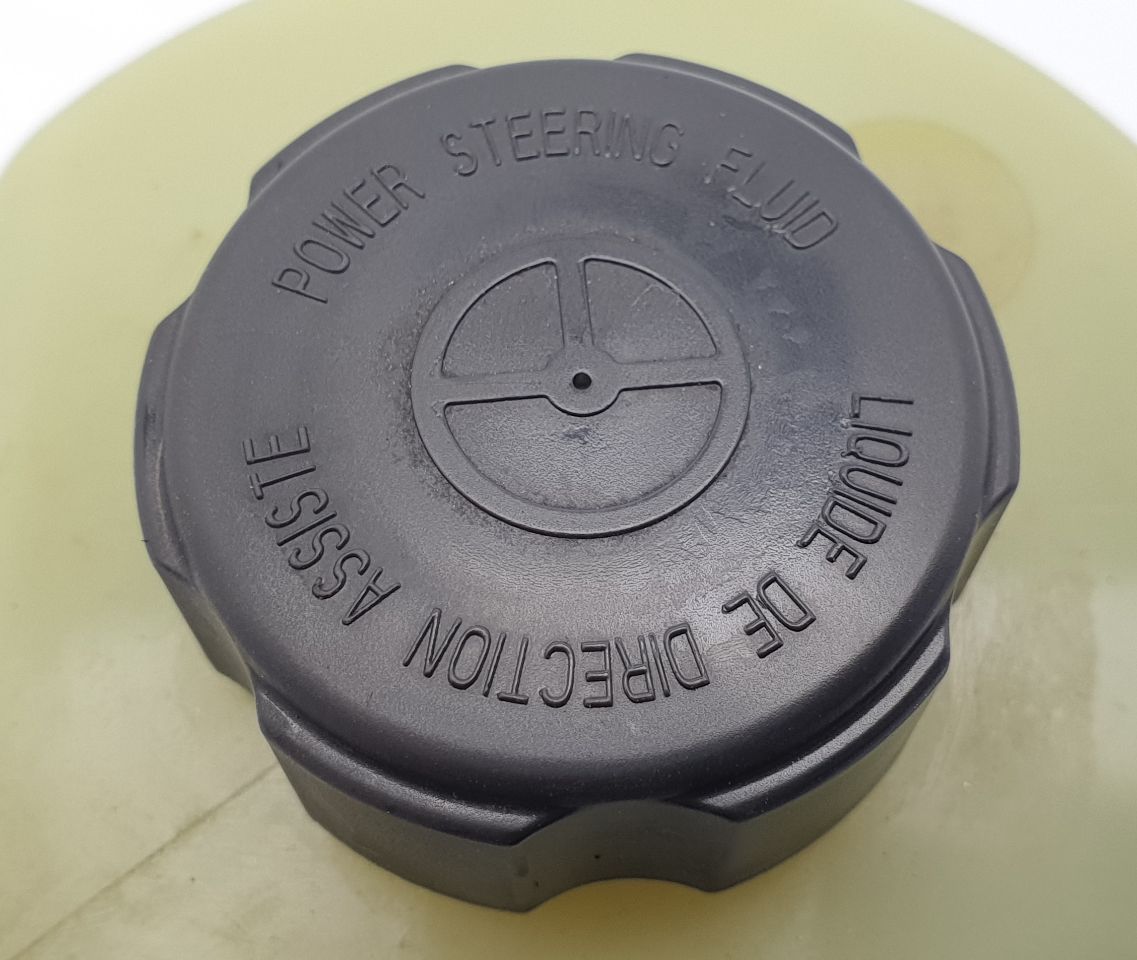 POWER STEERING FLUID
LIQUIDE DE DIRECTION ASSISTE